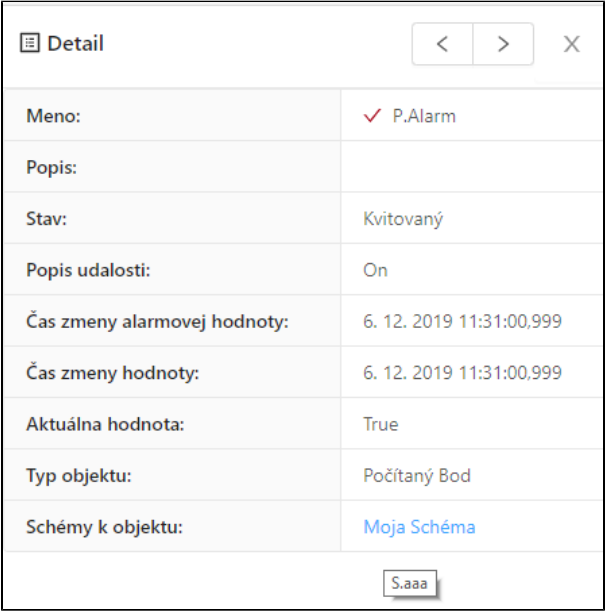 Detail
Meno: P.Alarm
Popis:
Stav: Kvitovaný
Popis udalosti: On
Čas zmeny alarmovej hodnoty: 6. 12. 2019 11:31:00,999
Čas zmeny hodnoty: 6. 12. 2019 11:31:00,999
Aktuálna hodnota: True
Typ objektu: Počítaný Bod
Schémy k objektu: Moja Schéma
S.aaa